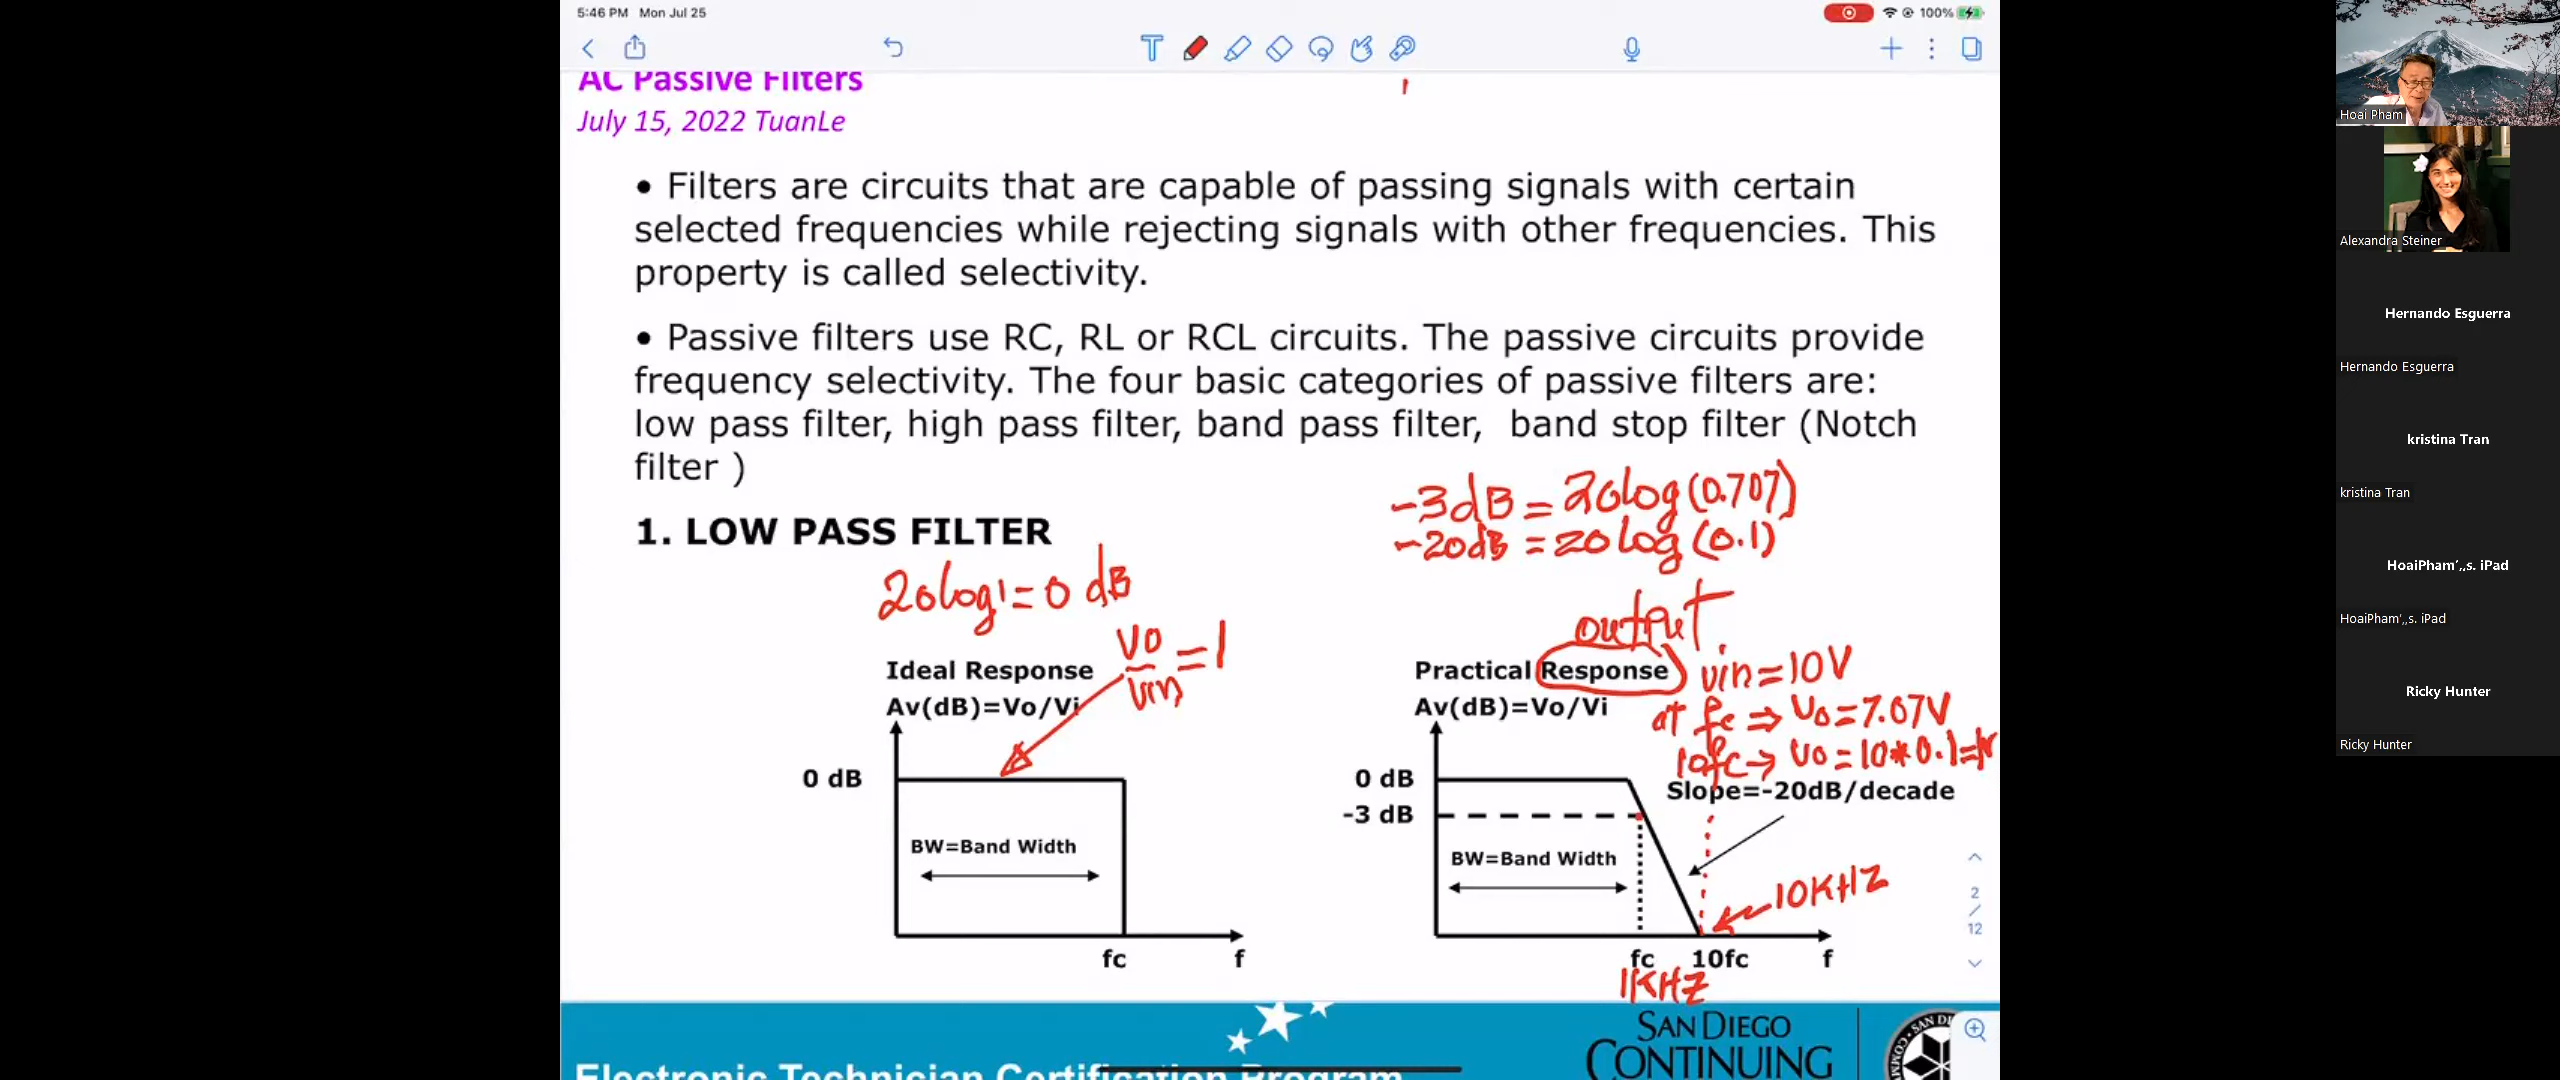 5:46 PM Mon Jul 25
100%
AC Passive Filters
July 15, 2022 TuanLe
• Filters are circuits that are capable of passing signals with certain
selected frequencies while rejecting signals with other frequencies. This
property is called selectivity.
• Passive filters use RC, RL or RCL circuits. The passive circuits provide
frequency selectivity. The four basic categories of passive filters are:
low pass filter, high pass filter, band pass filter, band stop filter (Notch
filter )
-3dB = 20log(0.707)
-20dB = 20log(0.1)
1. LOW PASS FILTER
20log1 = 0 dB
Vo/Vin = 1
Ideal Response
Av(dB)=Vo/Vi
0 dB
BW=Band Width
fc
f
output
Practical Response
vin = 10V
Av(dB)=Vo/Vi
at fc ⇒ Vo = 7.07V
10fc → Vo = 10*0.1=1v
0 dB
Slope=-20dB/decade
-3 dB
BW=Band Width
10KHZ
fc
10fc
f
1KHZ
2
/
12
SAN DIEGO
CONTINUING
Electronic Technician Certification Program
Hoai Pham
Alexandra Steiner
Hernando Esguerra
Hernando Esguerra
kristina Tran
kristina Tran
HoaiPham’,,s. iPad
HoaiPham’,,s. iPad
Ricky Hunter
Ricky Hunter